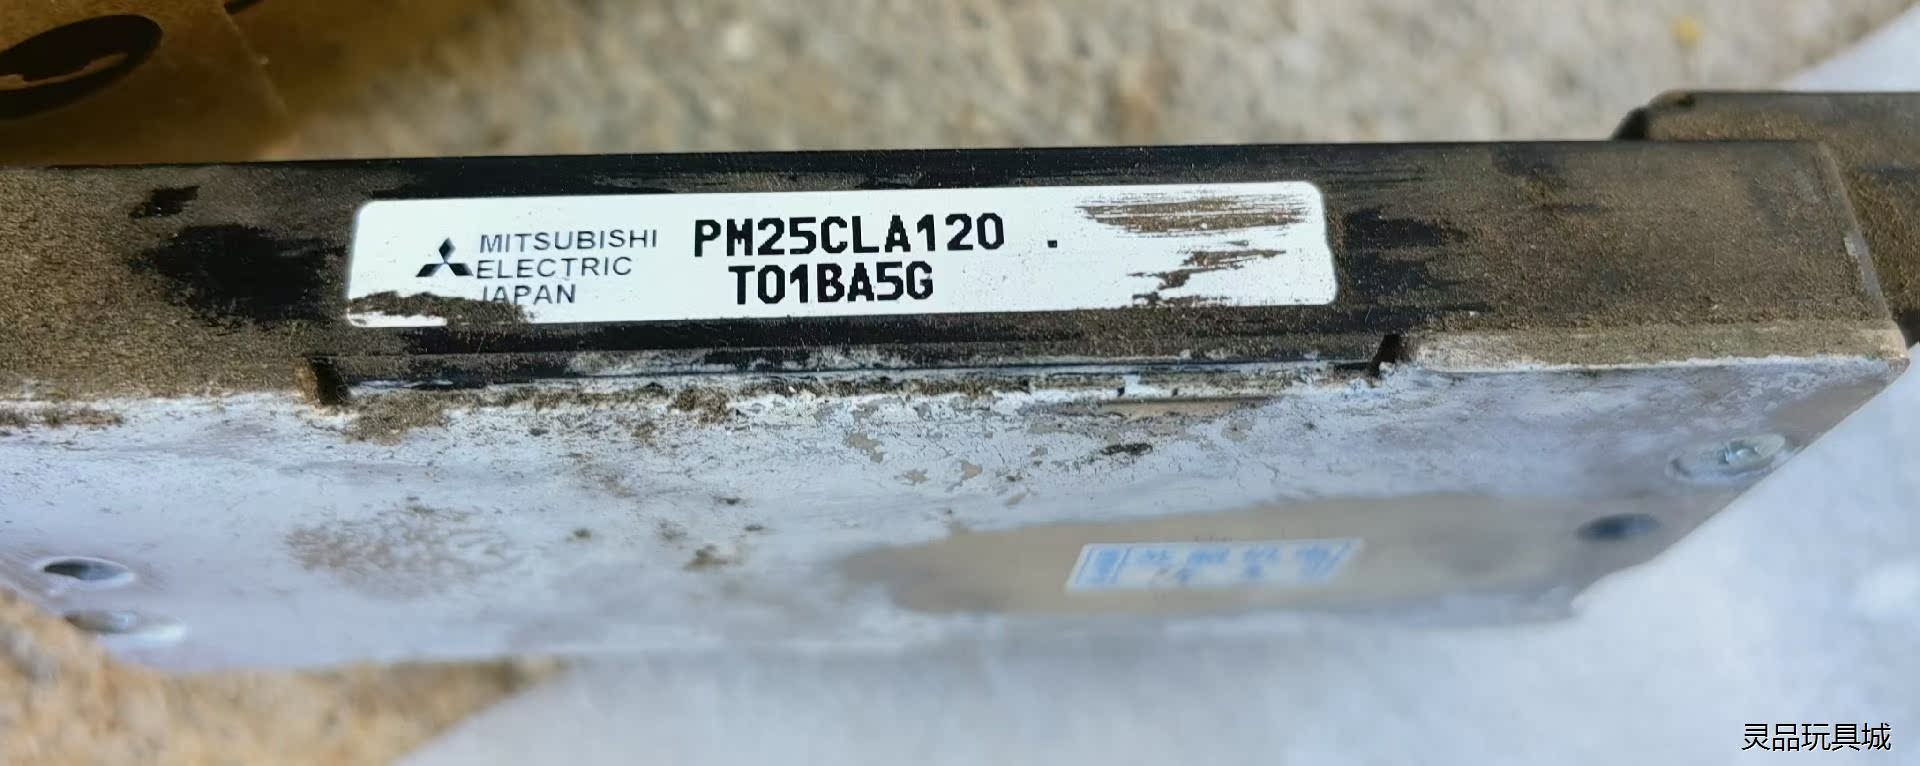 MITSUBISHI
ELECTRIC
JAPAN
PM25CLA120 .
T01BA5G
灵品玩具城